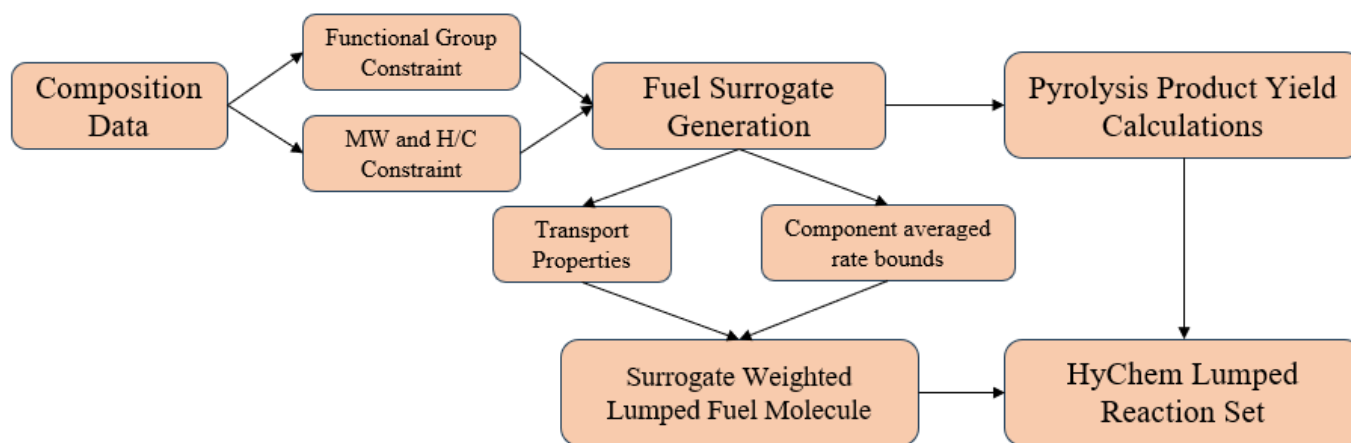 Composition
Data
Functional Group
Constraint
MW and H/C
Constraint
Fuel Surrogate
Generation
Pyrolysis Product Yield
Calculations
Transport
Properties
Component averaged
rate bounds
Surrogate Weighted
Lumped Fuel Molecule
HyChem Lumped
Reaction Set